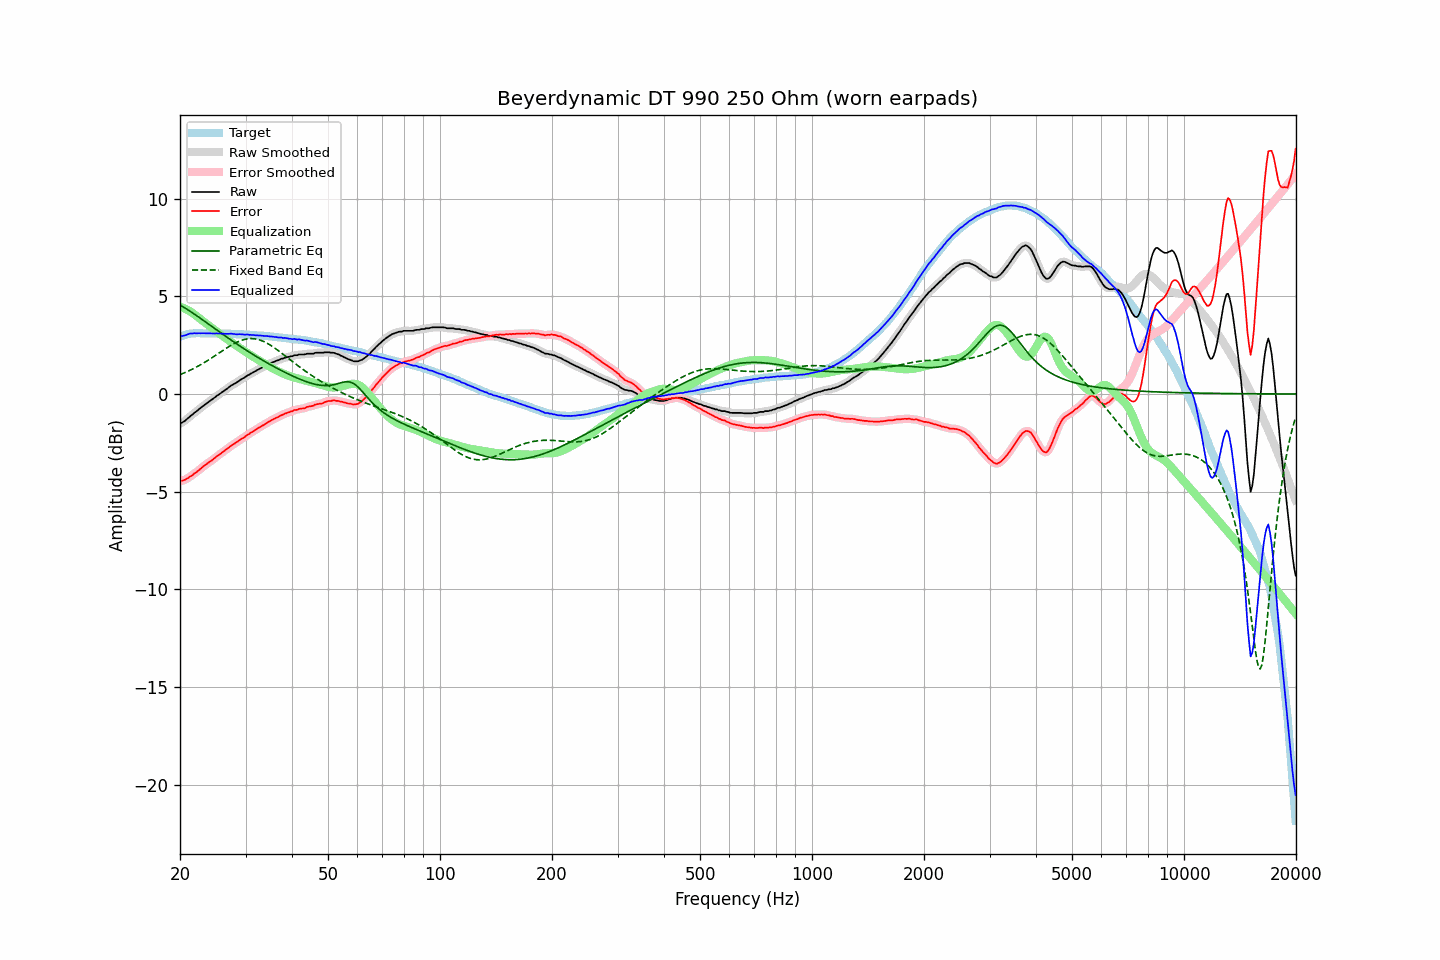 Beyerdynamic DT 990 250 Ohm (worn earpads)
Target
Raw Smoothed
Error Smoothed
Raw
Error
Equalization
Parametric Eq
Fixed Band Eq
Equalized
10
5
0
−5
−10
−15
−20
Amplitude (dBr)
20 50 100 200 500 1000 2000 5000 10000 20000
Frequency (Hz)